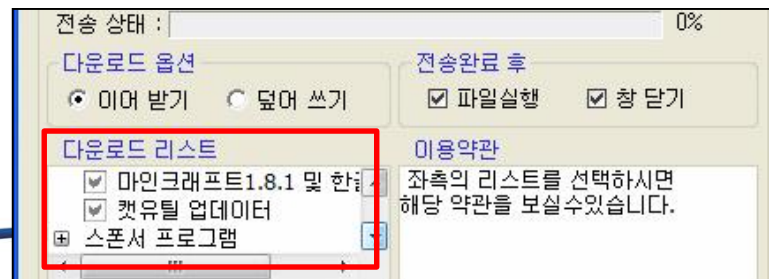 전송 상태 : 0%
다운로드 옵션 전송완료 후
이어 받기 덮어 쓰기 파일실행 창 닫기
다운로드 리스트 이용약관
마인크래프트1.8.1 및 좌측의 리스트를 선택하시면
캣유틸 업데이터 해당 약관을 보실수있습니다.
스폰서 프로그램